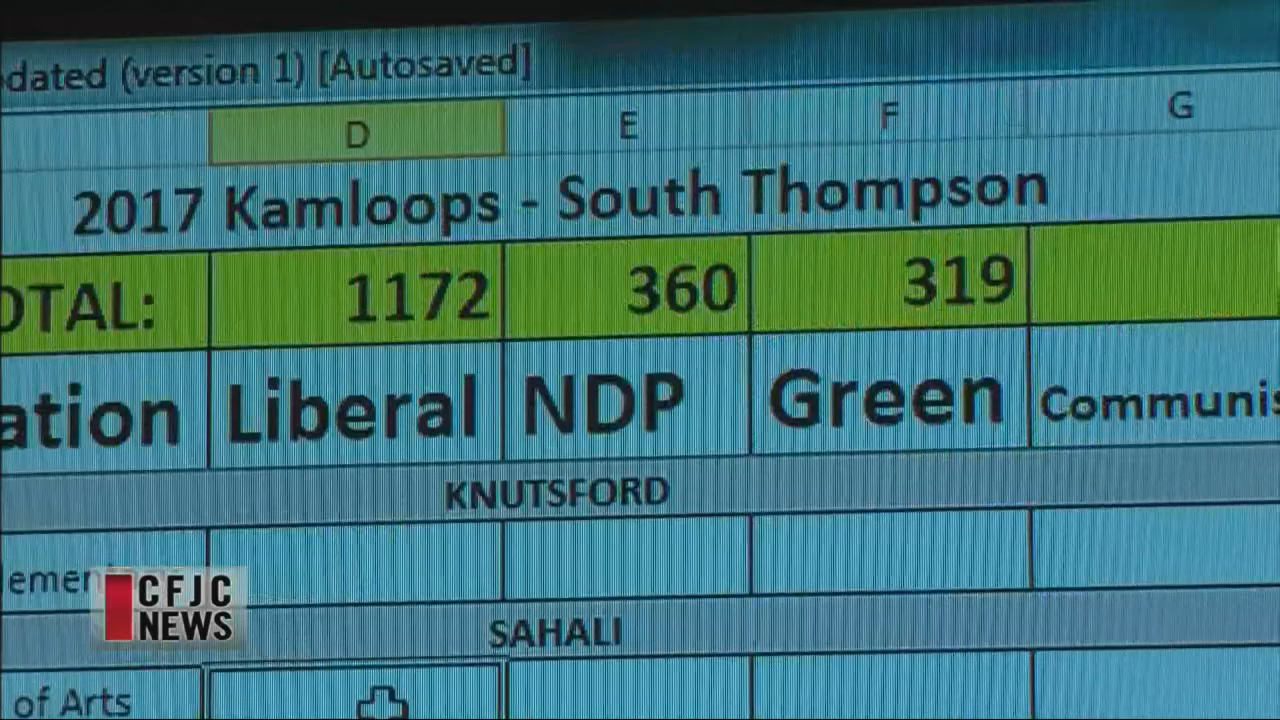 dated (version 1) [Autosaved]
D E F G
2017 Kamloops - South Thompson
OTAL: 1172 360 319
ation Liberal NDP Green Communis
KNUTSFORD
lemen
SAHALI
of Arts
CFJC
NEWS